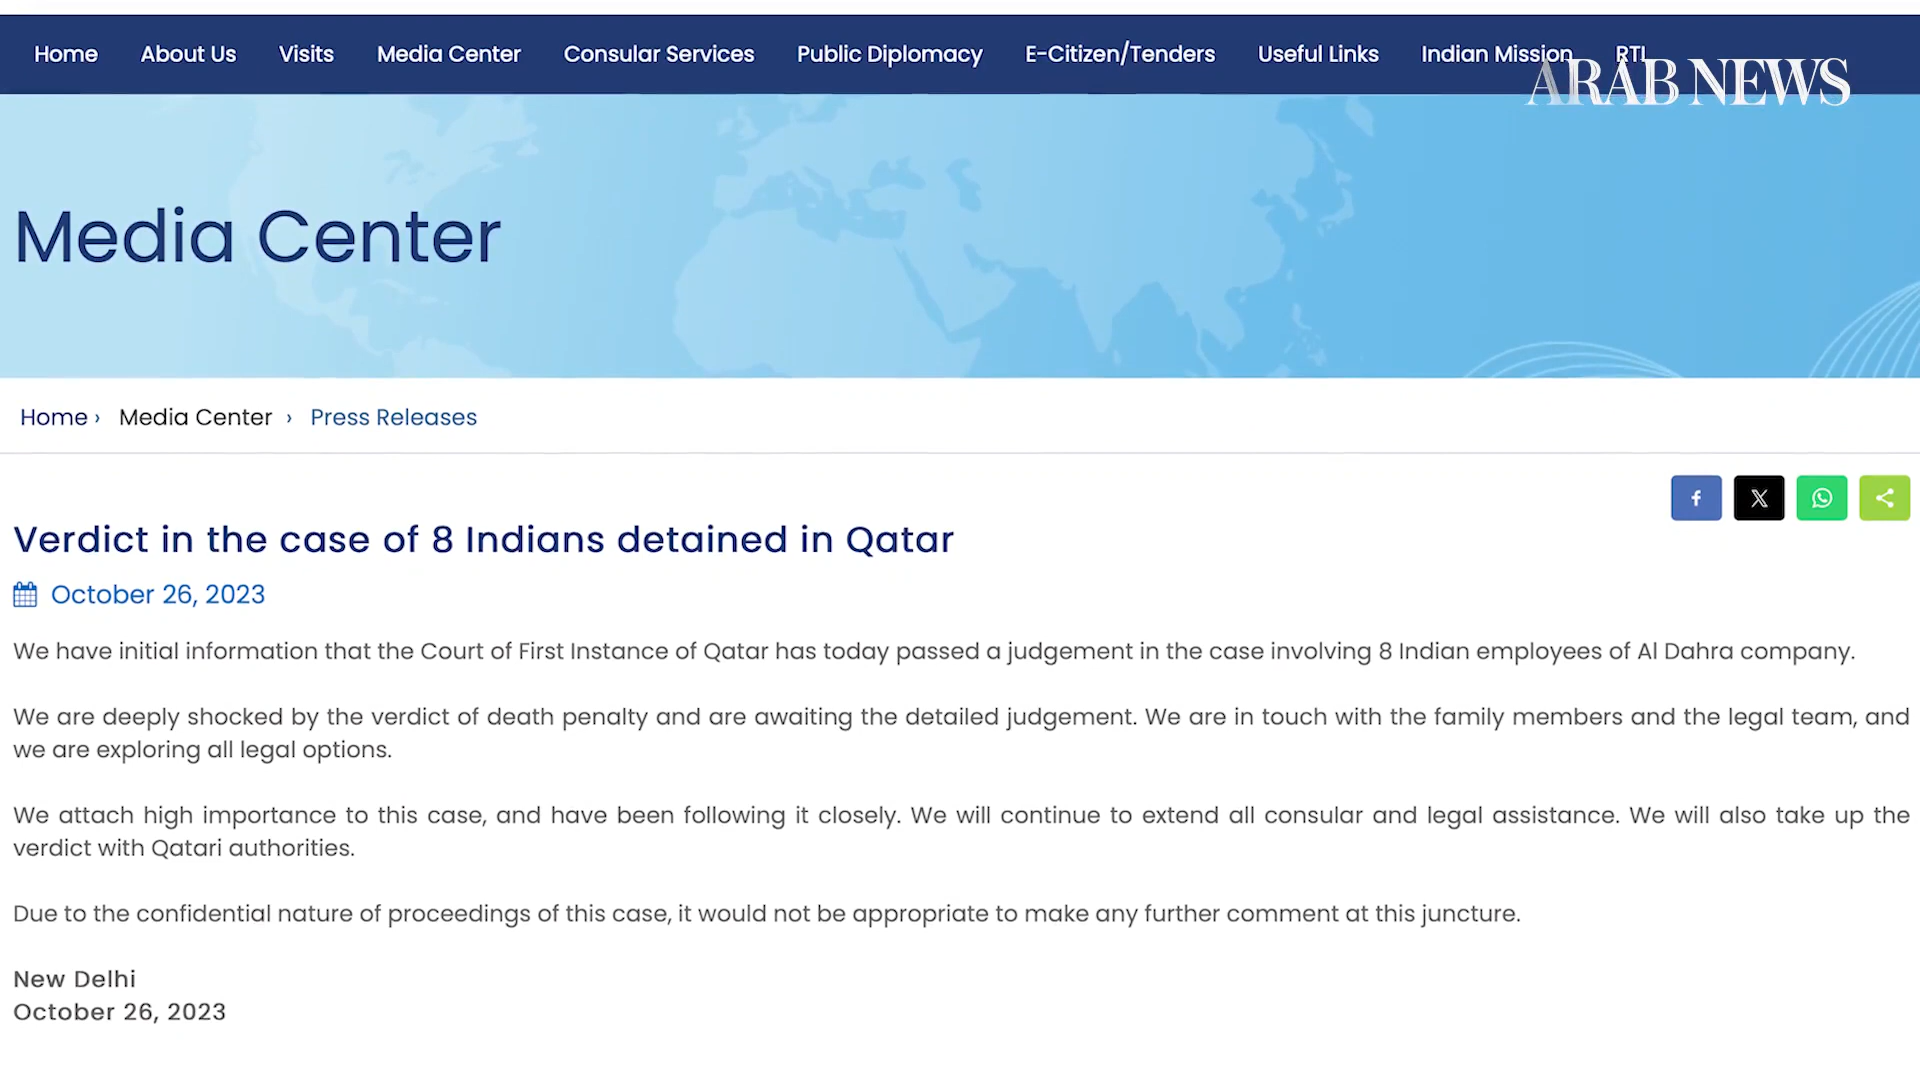 Home About Us Visits Media Center Consular Services Public Diplomacy E-Citizen/Tenders Useful Links Indian Mission RTI
ARAB NEWS
Media Center
Home › Media Center › Press Releases
Verdict in the case of 8 Indians detained in Qatar
October 26, 2023
We have initial information that the Court of First Instance of Qatar has today passed a judgement in the case involving 8 Indian employees of Al Dahra company.
We are deeply shocked by the verdict of death penalty and are awaiting the detailed judgement. We are in touch with the family members and the legal team, and
we are exploring all legal options.
We attach high importance to this case, and have been following it closely. We will continue to extend all consular and legal assistance. We will also take up the
verdict with Qatari authorities.
Due to the confidential nature of proceedings of this case, it would not be appropriate to make any further comment at this juncture.
New Delhi
October 26, 2023